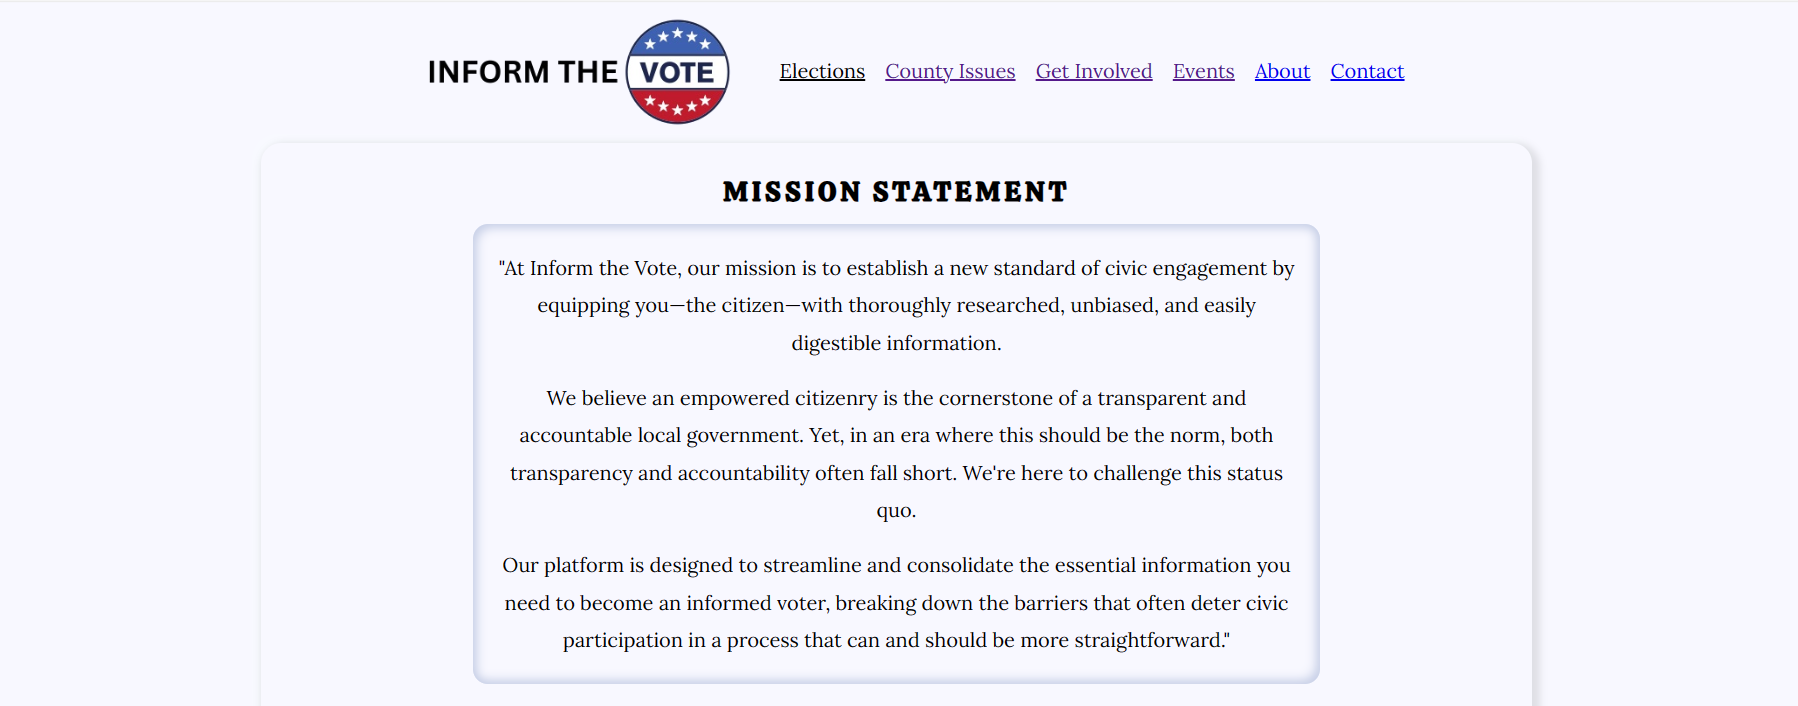 INFORM THE VOTE
Elections County Issues Get Involved Events About Contact
MISSION STATEMENT
"At Inform the Vote, our mission is to establish a new standard of civic engagement by
equipping you—the citizen—with thoroughly researched, unbiased, and easily
digestible information.
We believe an empowered citizenry is the cornerstone of a transparent and
accountable local government. Yet, in an era where this should be the norm, both
transparency and accountability often fall short. We're here to challenge this status
quo.
Our platform is designed to streamline and consolidate the essential information you
need to become an informed voter, breaking down the barriers that often deter civic
participation in a process that can and should be more straightforward."